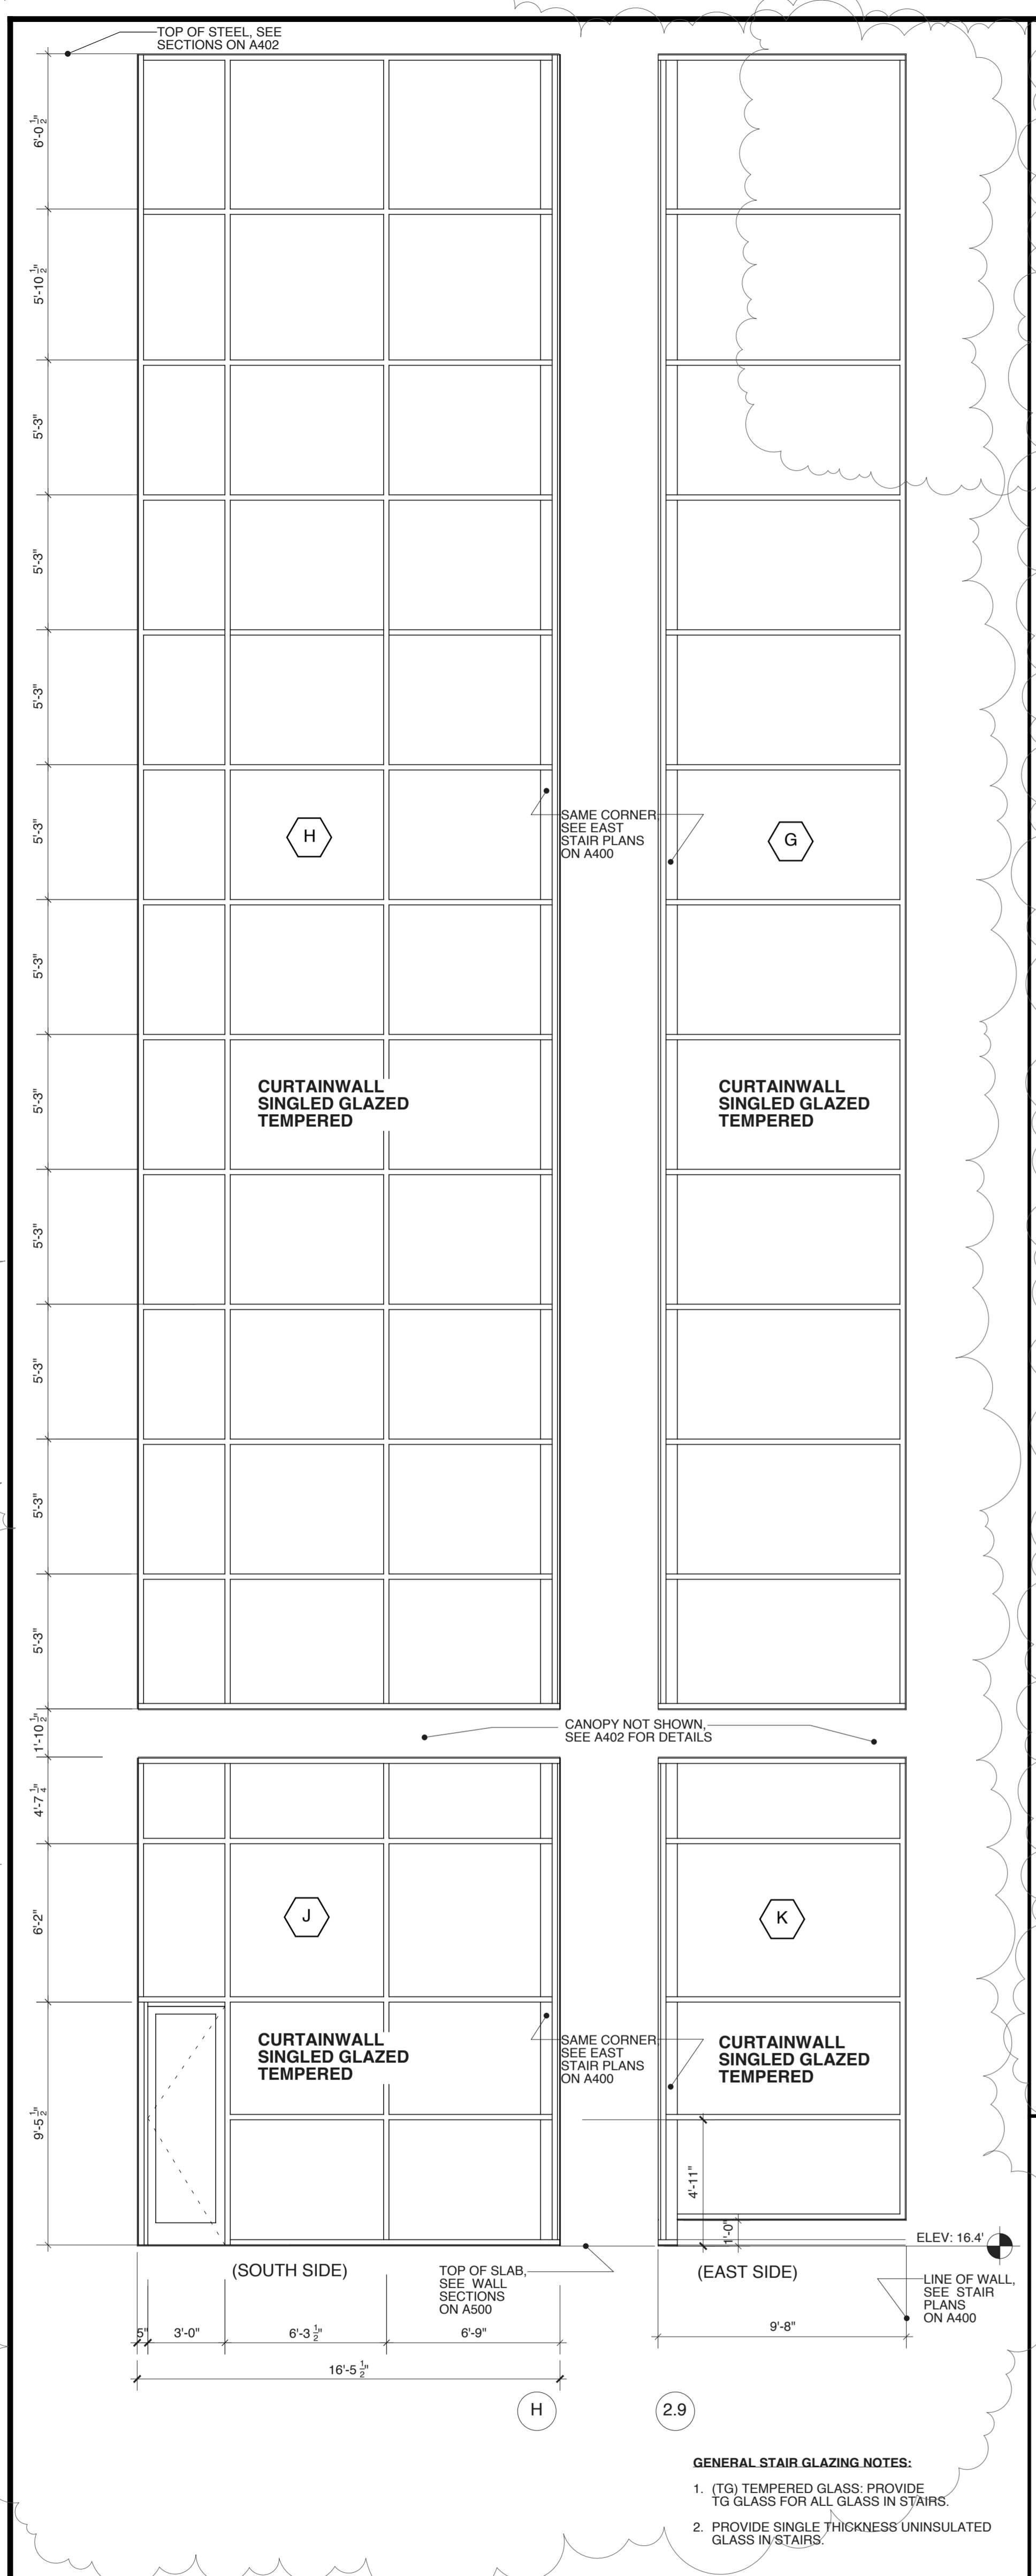 TOP OF STEEL, SEE
SECTIONS ON A402
6'-0 1/2"
5'-10 1/2"
5'-3"
5'-3"
5'-3"
5'-3"
5'-3"
5'-3"
5'-3"
5'-3"
5'-3"
5'-3"
1'-10 1/2"
4'-7 1/4"
6'-2"
9'-5 1/2"
H
SAME CORNER,
SEE EAST
STAIR PLANS
ON A400
G
CURTAINWALL
SINGLED GLAZED
TEMPERED
CURTAINWALL
SINGLED GLAZED
TEMPERED
CANOPY NOT SHOWN,
SEE A402 FOR DETAILS
J
K
CURTAINWALL
SINGLED GLAZED
TEMPERED
SAME CORNER,
SEE EAST
STAIR PLANS
ON A400
CURTAINWALL
SINGLED GLAZED
TEMPERED
4'-11"
1'-0"
ELEV: 16.4'
(SOUTH SIDE)
TOP OF SLAB,
SEE WALL
SECTIONS
ON A500
(EAST SIDE)
LINE OF WALL,
SEE STAIR
PLANS
ON A400
5"
3'-0"
6'-3 1/2"
6'-9"
9'-8"
16'-5 1/2"
H
2.9
GENERAL STAIR GLAZING NOTES:
1. (TG) TEMPERED GLASS: PROVIDE
TG GLASS FOR ALL GLASS IN STAIRS.
2. PROVIDE SINGLE THICKNESS UNINSULATED
GLASS IN STAIRS.